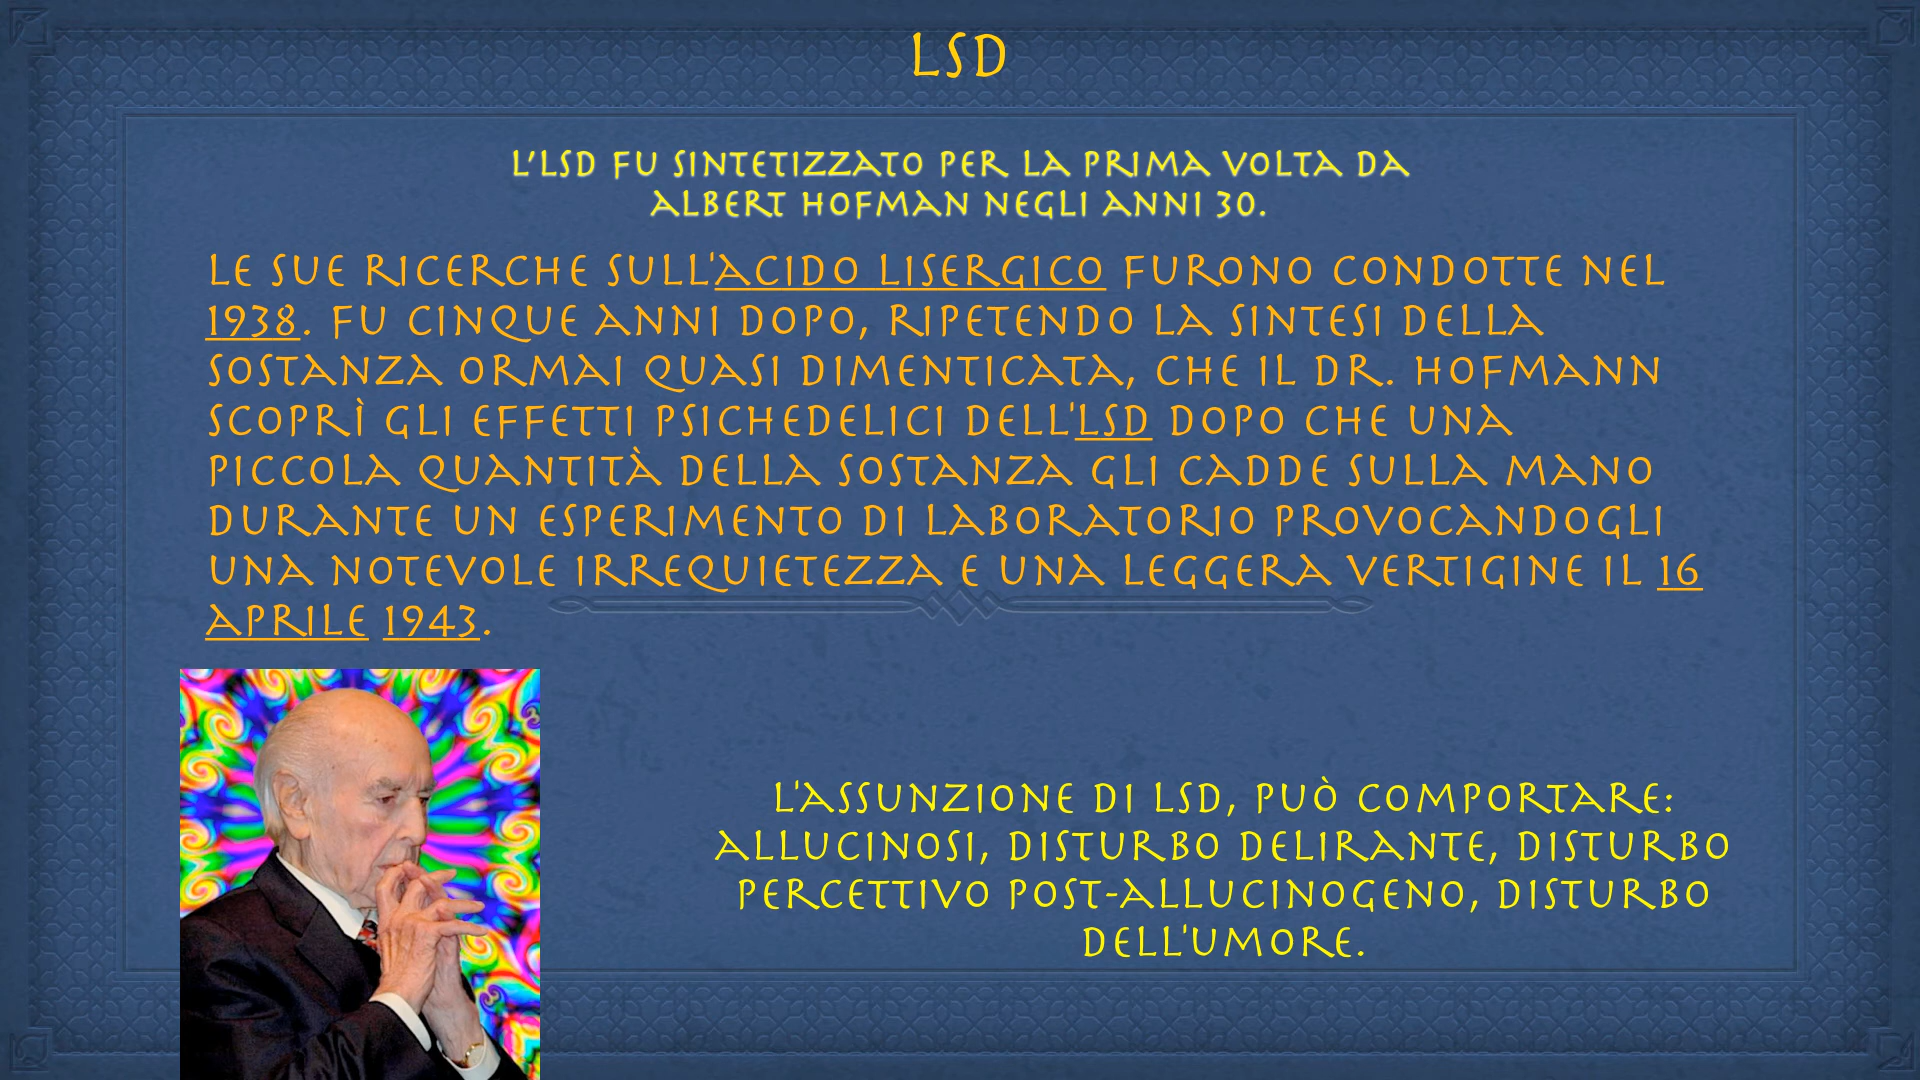 LSD
L’LSD FU SINTETIZZATO PER LA PRIMA VOLTA DA
ALBERT HOFMAN NEGLI ANNI 30.
LE SUE RICERCHE SULL'ACIDO LISERGICO FURONO CONDOTTE NEL
1938. FU CINQUE ANNI DOPO, RIPETENDO LA SINTESI DELLA
SOSTANZA ORMAI QUASI DIMENTICATA, CHE IL DR. HOFMANN
SCOPRÌ GLI EFFETTI PSICHEDELICI DELL'LSD DOPO CHE UNA
PICCOLA QUANTITÀ DELLA SOSTANZA GLI CADDE SULLA MANO
DURANTE UN ESPERIMENTO DI LABORATORIO PROVOCANDOGLI
UNA NOTEVOLE IRREQUIETEZZA E UNA LEGGERA VERTIGINE IL 16
APRILE 1943.
L'ASSUNZIONE DI LSD, PUÒ COMPORTARE:
ALLUCINOSI, DISTURBO DELIRANTE, DISTURBO
PERCETTIVO POST-ALLUCINOGENO, DISTURBO
DELL'UMORE.